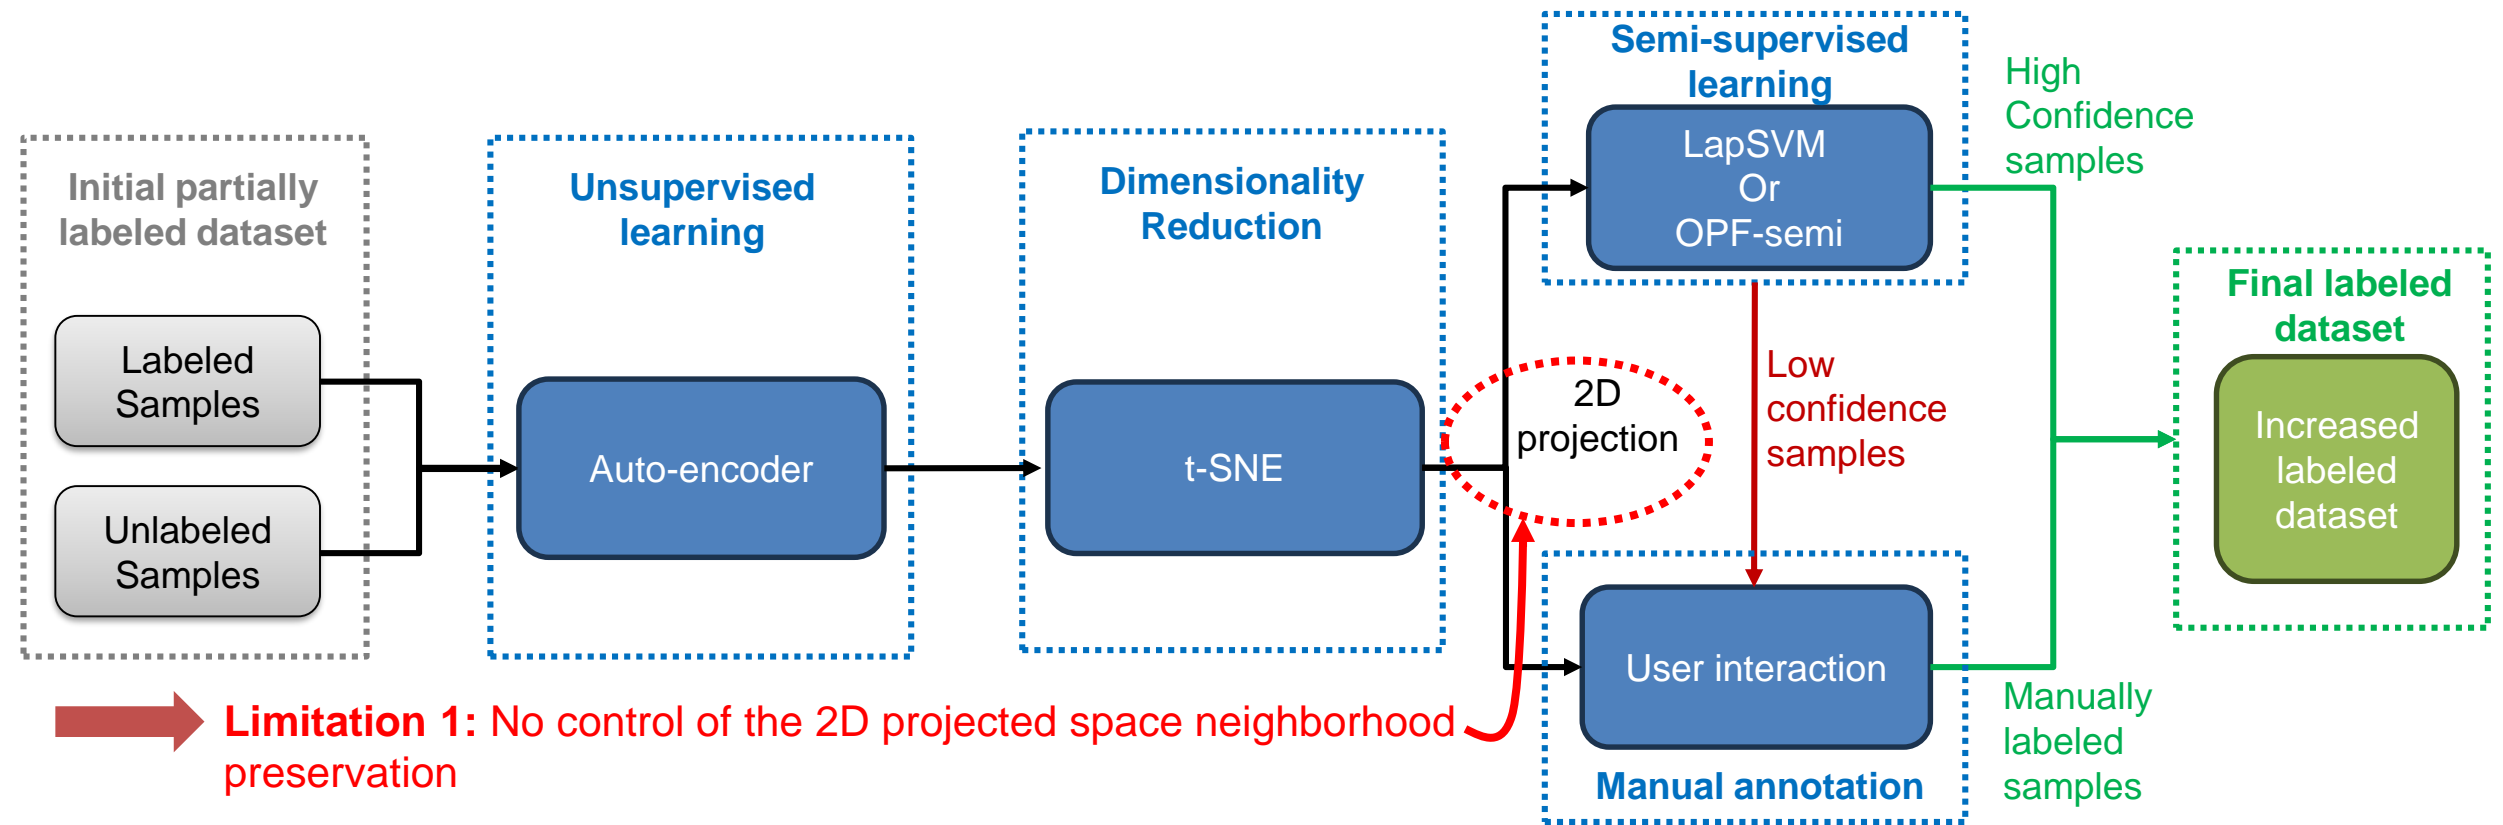 Initial partially
labeled dataset
Labeled
Samples
Unlabeled
Samples
Unsupervised
learning
Auto-encoder
Dimensionality
Reduction
t-SNE
2D
projection
Semi-supervised
learning
LapSVM
Or
OPF-semi
Low
confidence
samples
User interaction
Manual annotation
High
Confidence
samples
Manually
labeled
samples
Final labeled
dataset
Increased
labeled
dataset
Limitation 1: No control of the 2D projected space neighborhood
preservation